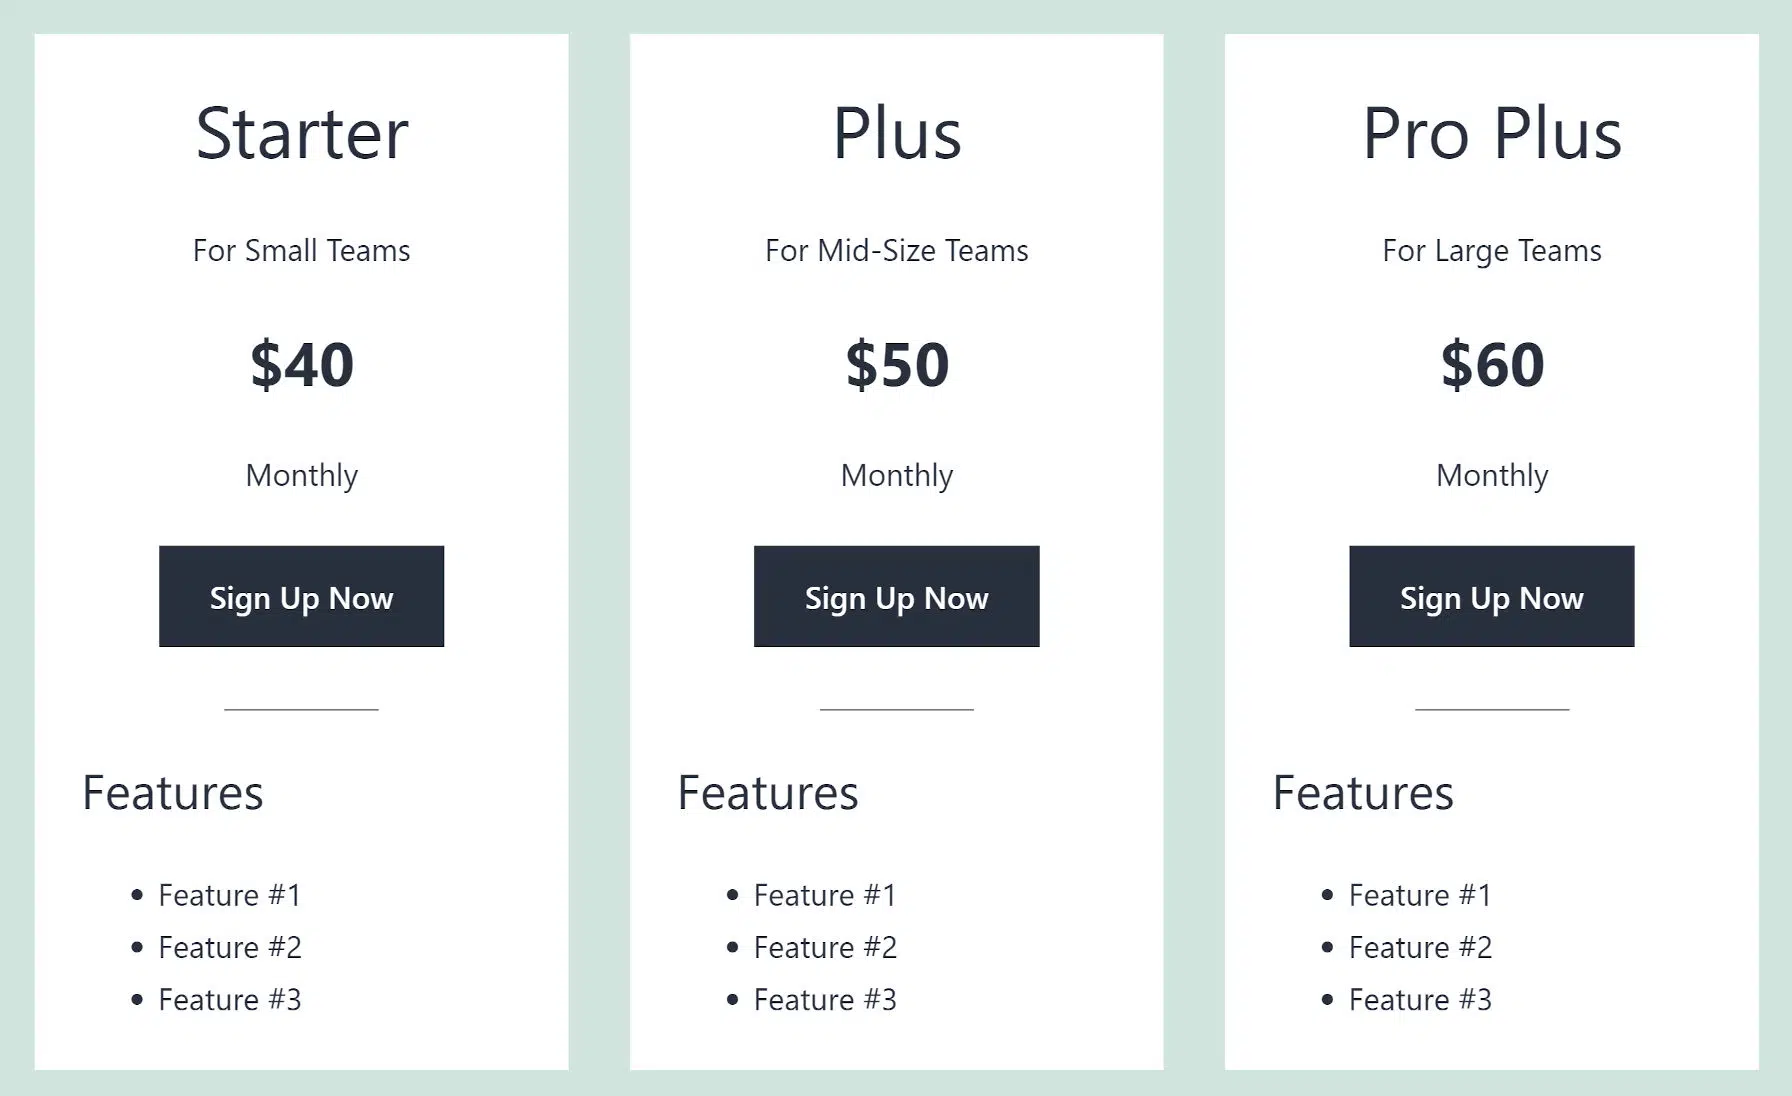 Starter
For Small Teams
$40
Monthly
Sign Up Now
Features
Feature #1
Feature #2
Feature #3
Plus
For Mid-Size Teams
$50
Monthly
Sign Up Now
Features
Feature #1
Feature #2
Feature #3
Pro Plus
For Large Teams
$60
Monthly
Sign Up Now
Features
Feature #1
Feature #2
Feature #3